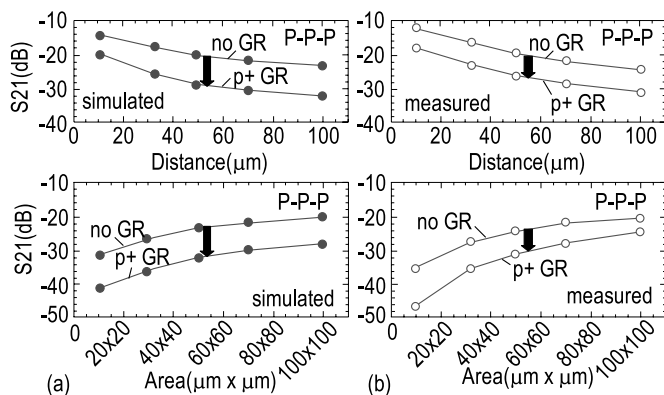 S21(dB)
-10
-20
-30
-40
no GR
P-P-P
p+ GR
simulated
0 20 40 60 80 100
Distance(μm)
-10
-20
-30
-40
no GR
P-P-P
p+ GR
measured
0 20 40 60 80 100
Distance(μm)
S21(dB)
-10
-20
-30
-40
-50
no GR
P-P-P
p+ GR
simulated
0 20x20 40x40 60x60 80x80 100x100
(a) Area(μm x μm)
-10
-20
-30
-40
-50
no GR
P-P-P
p+ GR
measured
0 20x20 40x40 60x60 80x80 100x100
(b) Area(μm x μm)